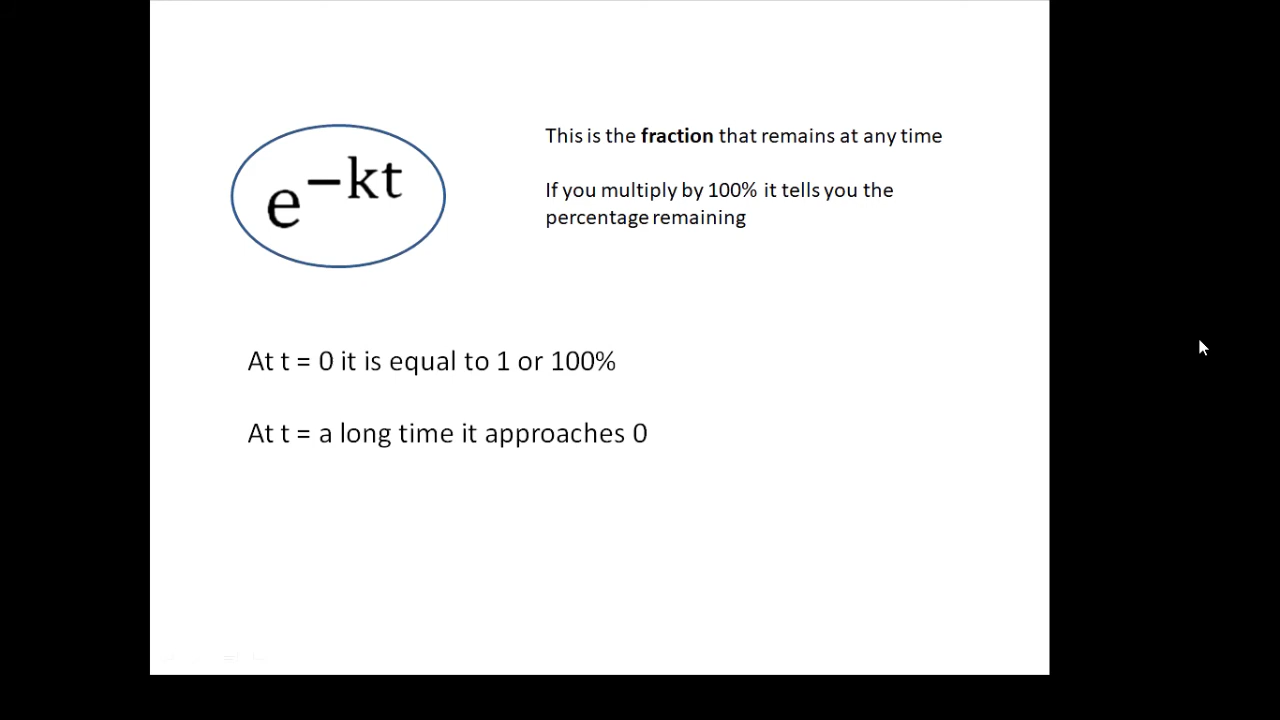 e^−kt
This is the fraction that remains at any time
If you multiply by 100% it tells you the
percentage remaining
At t = 0 it is equal to 1 or 100%
At t = a long time it approaches 0